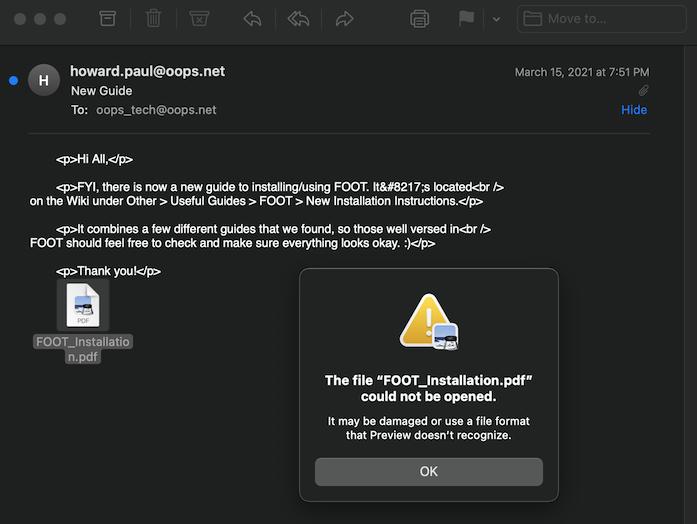 Move to...
H
howard.paul@oops.net
March 15, 2021 at 7:51 PM
New Guide
To: oops_tech@oops.net
Hide
<p>Hi All,</p>
<p>FYI, there is now a new guide to installing/using FOOT. It&#8217;s located<br />
on the Wiki under Other > Useful Guides > FOOT > New Installation Instructions.</p>
<p>It combines a few different guides that we found, so those well versed in<br />
FOOT should feel free to check and make sure everything looks okay. :)</p>
<p>Thank you!</p>
PDF
FOOT_Installatio
n.pdf
The file “FOOT_Installation.pdf”
could not be opened.
It may be damaged or use a file format
that Preview doesn’t recognize.
OK